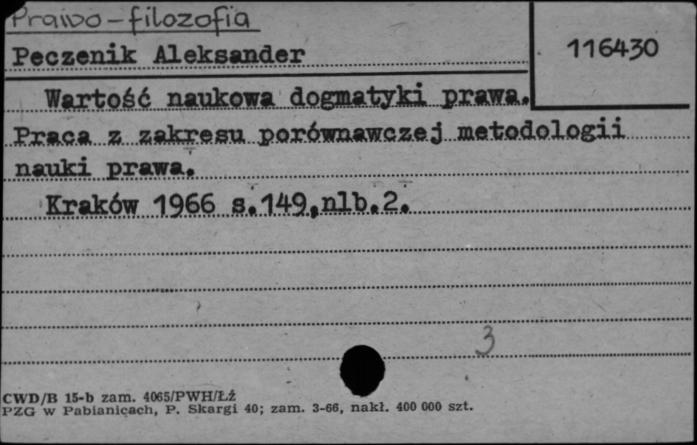 Prawo - filozofia
Peczenik Aleksander
116430
Wartość naukowa dogmatyki prawa.
Praca z zakresu porównawczej metodologii
nauki prawa.
Kraków 1966 s.149,nlb.2.
3
CWD/B 15-b zam. 4065/PWH/ŁŹ
PZG w Pabianicach, P. Skargi 40; zam. 3-66, nakł. 400 000 szt.